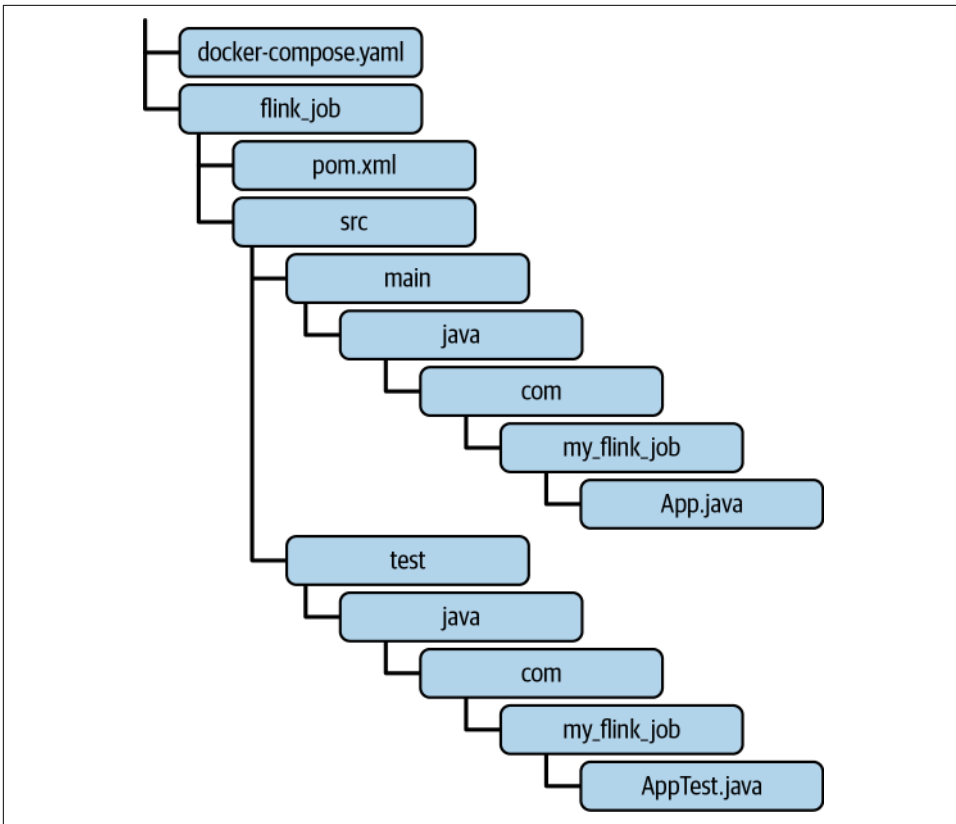 docker-compose.yaml
flink_job
pom.xml
src
main
java
com
my_flink_job
App.java
test
java
com
my_flink_job
AppTest.java